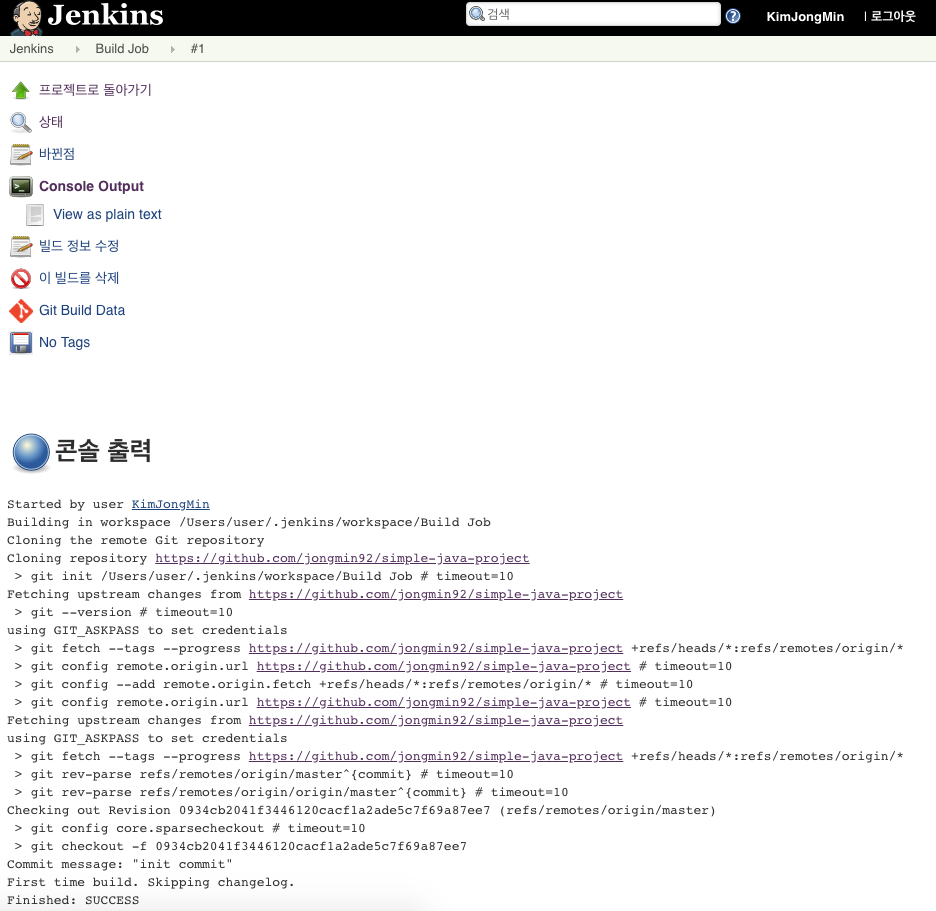 Jenkins
검색
KimJongMin
| 로그아웃
Jenkins
Build Job
#1
프로젝트로 돌아가기
상태
바뀐점
Console Output
View as plain text
빌드 정보 수정
이 빌드를 삭제
Git Build Data
No Tags
콘솔 출력
Started by user KimJongMin
Building in workspace /Users/user/.jenkins/workspace/Build Job
Cloning the remote Git repository
Cloning repository https://github.com/jongmin92/simple-java-project
 > git init /Users/user/.jenkins/workspace/Build Job # timeout=10
Fetching upstream changes from https://github.com/jongmin92/simple-java-project
 > git --version # timeout=10
using GIT_ASKPASS to set credentials
 > git fetch --tags --progress https://github.com/jongmin92/simple-java-project +refs/heads/*:refs/remotes/origin/*
 > git config remote.origin.url https://github.com/jongmin92/simple-java-project # timeout=10
 > git config --add remote.origin.fetch +refs/heads/*:refs/remotes/origin/* # timeout=10
 > git config remote.origin.url https://github.com/jongmin92/simple-java-project # timeout=10
Fetching upstream changes from https://github.com/jongmin92/simple-java-project
using GIT_ASKPASS to set credentials
 > git fetch --tags --progress https://github.com/jongmin92/simple-java-project +refs/heads/*:refs/remotes/origin/*
 > git rev-parse refs/remotes/origin/master^{commit} # timeout=10
 > git rev-parse refs/remotes/origin/origin/master^{commit} # timeout=10
Checking out Revision 0934cb2041f3446120cacf1a2ade5c7f69a87ee7 (refs/remotes/origin/master)
 > git config core.sparsecheckout # timeout=10
 > git checkout -f 0934cb2041f3446120cacf1a2ade5c7f69a87ee7
Commit message: "init commit"
First time build. Skipping changelog.
Finished: SUCCESS